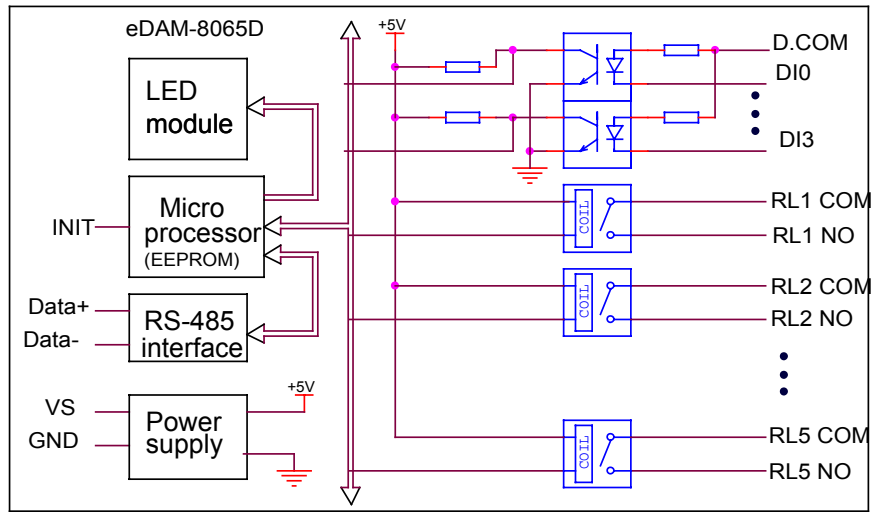 eDAM-8065D
+5V
D.COM
DI0
DI3
LED
module
Micro
processor
(EEPROM)
INIT
COIL
RL1 COM
RL1 NO
COIL
RL2 COM
RL2 NO
Data+
Data-
RS-485
interface
+5V
VS
GND
Power
supply
COIL
RL5 COM
RL5 NO